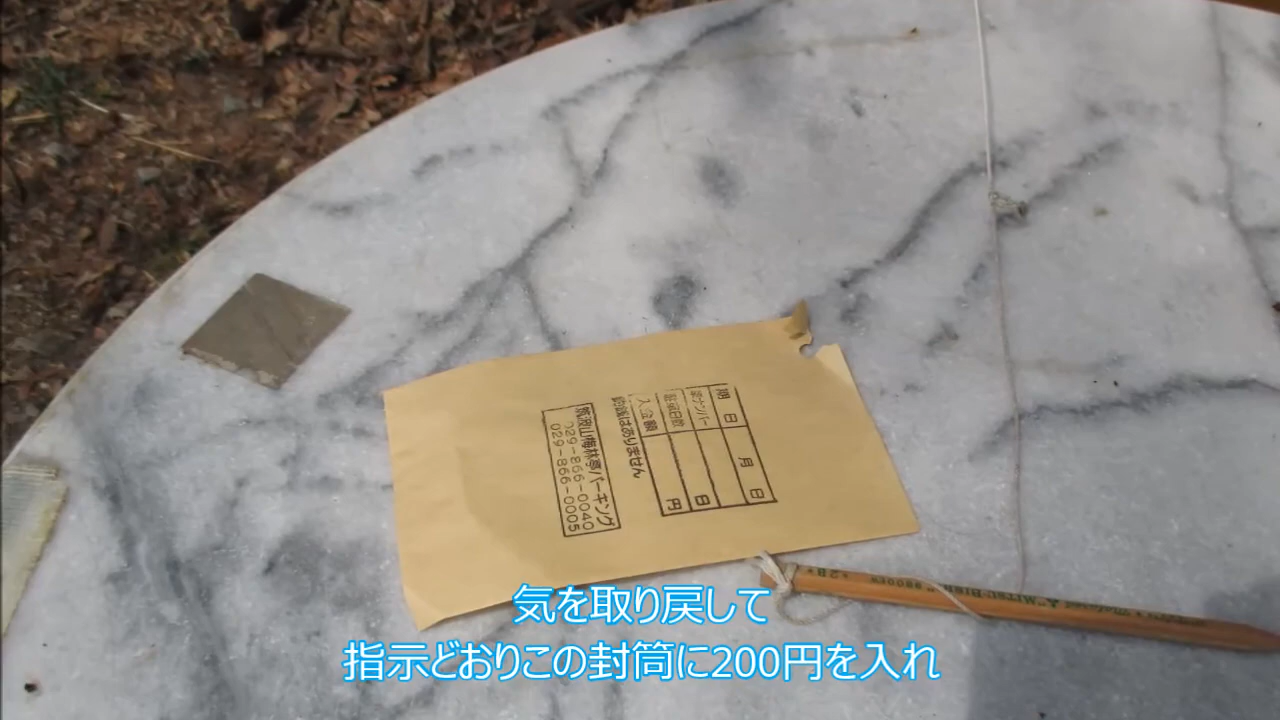 期日 月 日
車ナンバー
駐車日数 日
入金額 円
釣銭はありません
筑波山梅林亭パーキング
029-866-0040
029-866-0005
*2B*
気を取り戻して
指示どおりこの封筒に200円を入れ